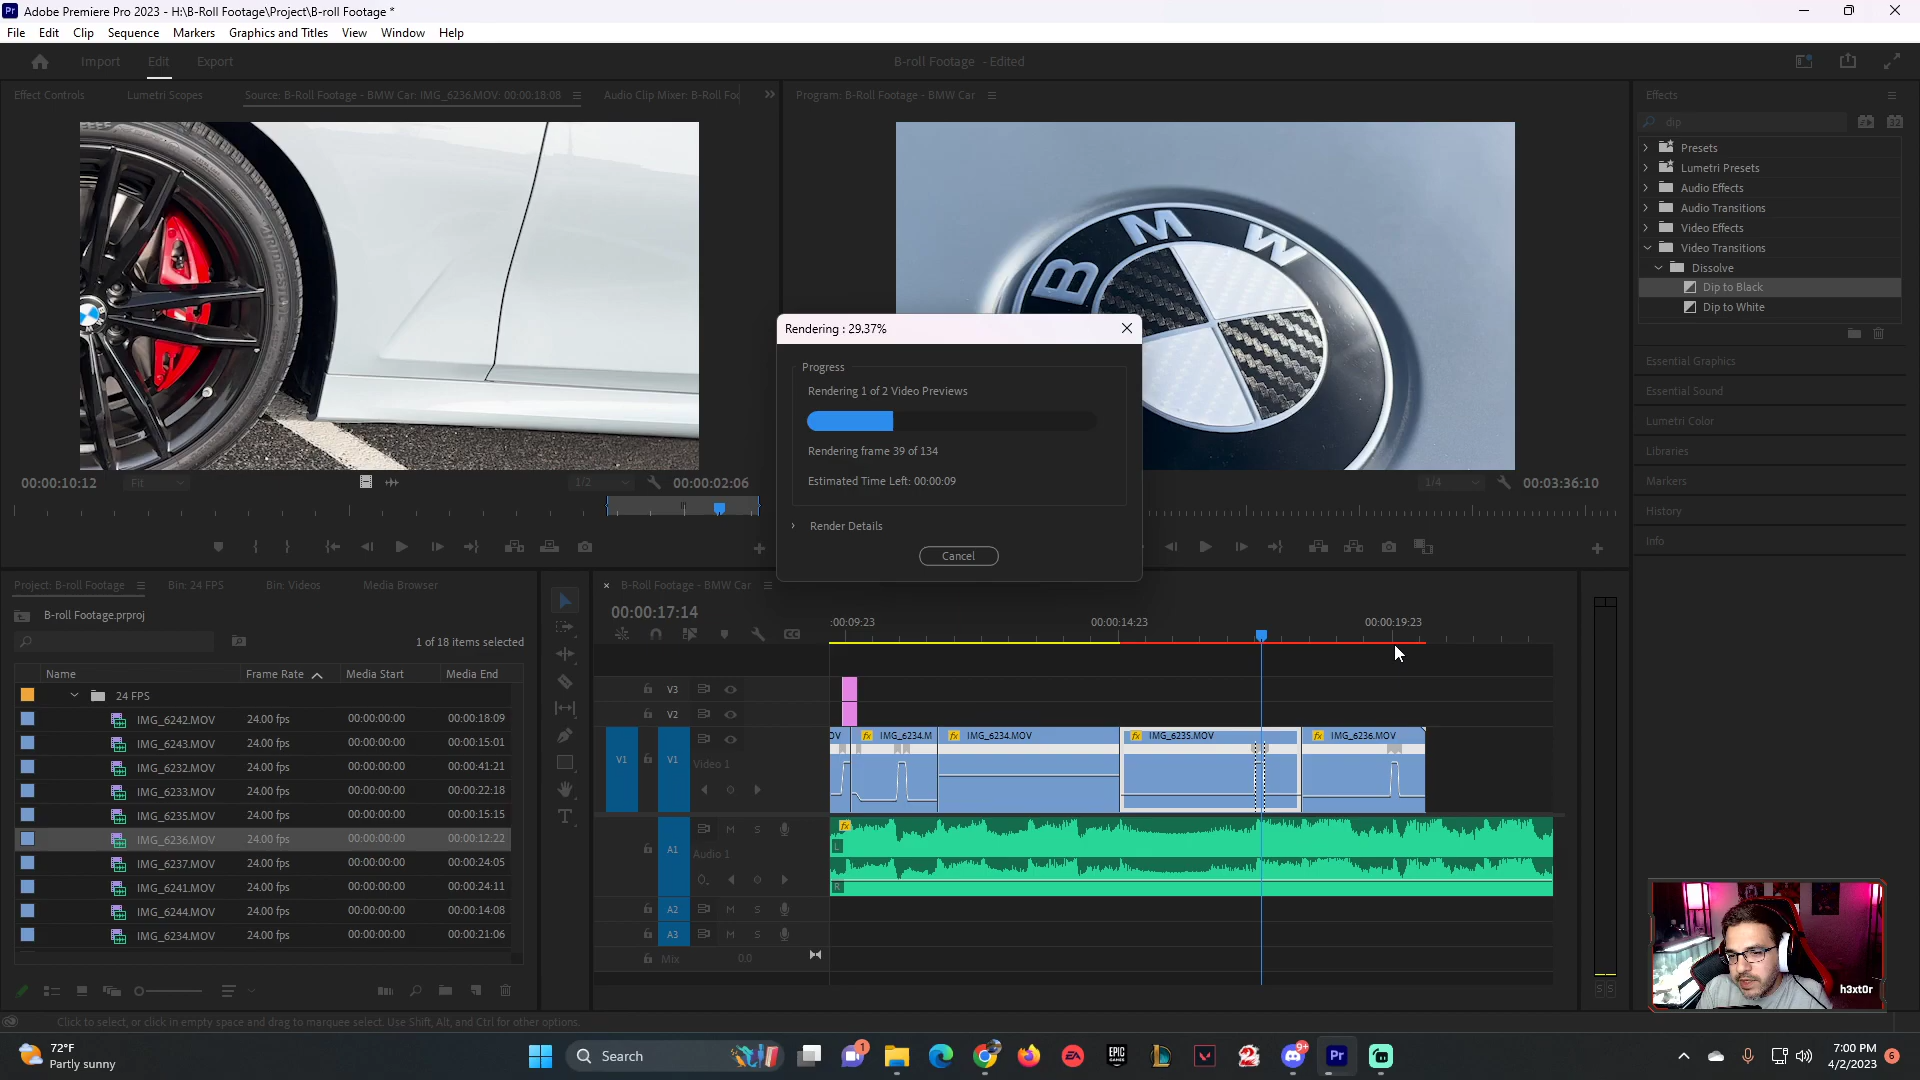 Pr Adobe Premiere Pro 2023 - H:\B-Roll Footage\Project\B-roll Footage *
File Edit Clip Sequence Markers Graphics and Titles View Window Help
Import Edit Export
B-roll Footage - Edited
Effect Controls Lumetri Scopes Source: B-Roll Footage - BMW Car: IMG_6236.MOV: 00:00:18:08 Audio Clip Mixer: B-Roll Foo
Program: B-Roll Footage - BMW Car
Effects
dip
Presets
Lumetri Presets
Audio Effects
Audio Transitions
Video Effects
Video Transitions
Dissolve
Dip to Black
Dip to White
Essential Graphics
Essential Sound
Lumetri Color
Libraries
Markers
History
Info
BMW
Rendering : 29.37%
Progress
Rendering 1 of 2 Video Previews
Rendering frame 39 of 134
Estimated Time Left: 00:00:09
Render Details
Cancel
00:00:10:12 Fit 1/2 00:00:02:06
1/4 00:03:36:10
Project: B-roll Footage Bin: 24 FPS Bin: Videos Media Browser
B-roll Footage.prproj
1 of 18 items selected
Name Frame Rate Media Start Media End
24 FPS
IMG_6242.MOV 24.00 fps 00:00:00:00 00:00:18:09
IMG_6243.MOV 24.00 fps 00:00:00:00 00:00:15:01
IMG_6232.MOV 24.00 fps 00:00:00:00 00:00:41:21
IMG_6233.MOV 24.00 fps 00:00:00:00 00:00:22:18
IMG_6235.MOV 24.00 fps 00:00:00:00 00:00:15:15
IMG_6236.MOV 24.00 fps 00:00:00:00 00:00:12:22
IMG_6237.MOV 24.00 fps 00:00:00:00 00:00:24:05
IMG_6241.MOV 24.00 fps 00:00:00:00 00:00:24:11
IMG_6244.MOV 24.00 fps 00:00:00:00 00:00:14:08
IMG_6234.MOV 24.00 fps 00:00:00:00 00:00:21:06
B-Roll Footage - BMW Car
00:00:17:14
:00:09:23 00:00:14:23 00:00:19:23
V3
V2
V1 V1 Video 1
OV fx IMG_6234.M fx IMG_6234.MOV fx IMG_6235.MOV fx IMG_6236.MOV
A1 M S Audio 1
fx
L
R
A2 M S
A3 M S
Mix 0.0
S S
h3xt0r
Click to select, or click in empty space and drag to marquee select. Use Shift, Alt, and Ctrl for other options.
72°F
Partly sunny
Search
1
EA
EPIC GAMES
9+
Pr
7:00 PM
4/2/2023
6